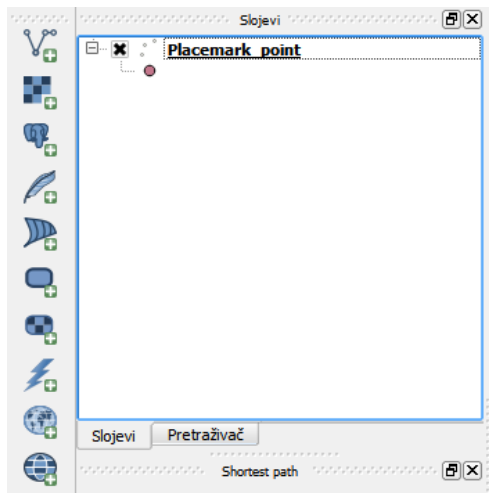 Slojevi
Placemark_point
Slojevi
Pretraživač
Shortest path